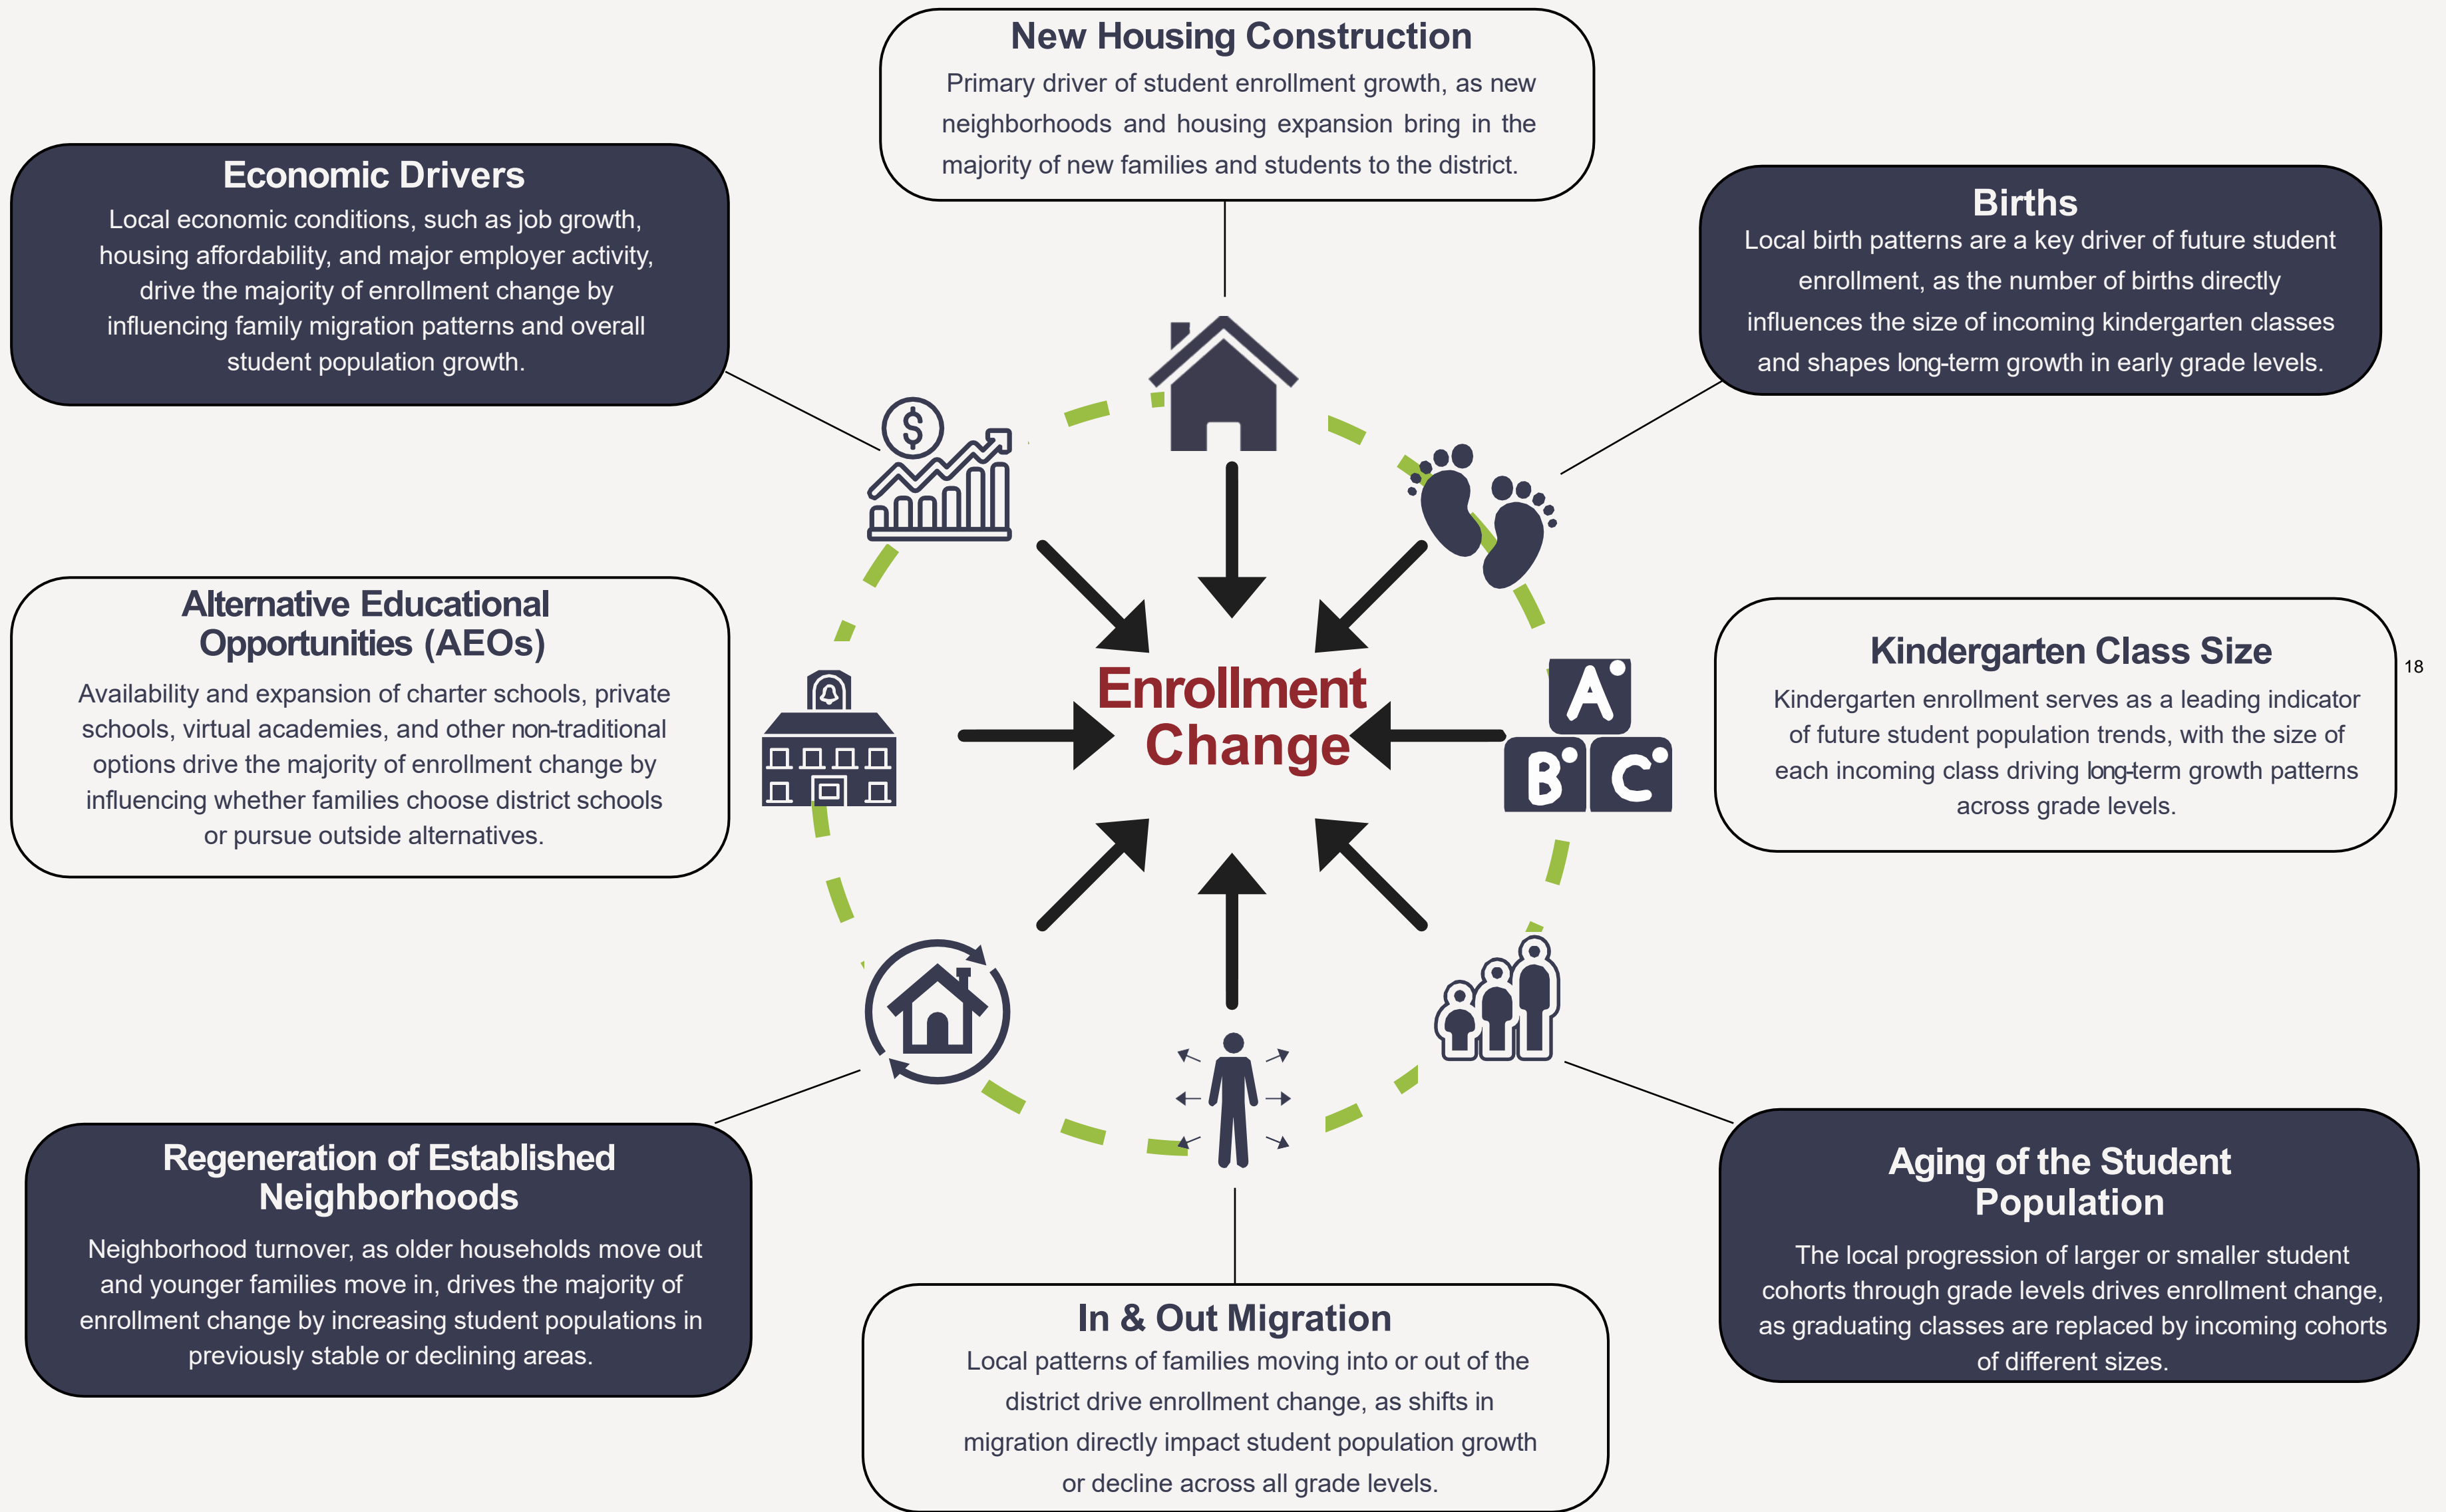 New Housing Construction
Primary driver of student enrollment growth, as new
neighborhoods and housing expansion bring in the
majority of new families and students to the district.
Economic Drivers
Local economic conditions, such as job growth,
housing affordability, and major employer activity,
drive the majority of enrollment change by
influencing family migration patterns and overall
student population growth.
Births
Local birth patterns are a key driver of future student
enrollment, as the number of births directly
influences the size of incoming kindergarten classes
and shapes long-term growth in early grade levels.
$
Alternative Educational
Opportunities (AEOs)
Availability and expansion of charter schools, private
schools, virtual academies, and other non-traditional
options drive the majority of enrollment change by
influencing whether families choose district schools
or pursue outside alternatives.
Enrollment
Change
A
B C
Kindergarten Class Size
Kindergarten enrollment serves as a leading indicator
of future student population trends, with the size of
each incoming class driving long-term growth patterns
across grade levels.
18
Regeneration of Established
Neighborhoods
Neighborhood turnover, as older households move out
and younger families move in, drives the majority of
enrollment change by increasing student populations in
previously stable or declining areas.
In & Out Migration
Local patterns of families moving into or out of the
district drive enrollment change, as shifts in
migration directly impact student population growth
or decline across all grade levels.
Aging of the Student
Population
The local progression of larger or smaller student
cohorts through grade levels drives enrollment change,
as graduating classes are replaced by incoming cohorts
of different sizes.